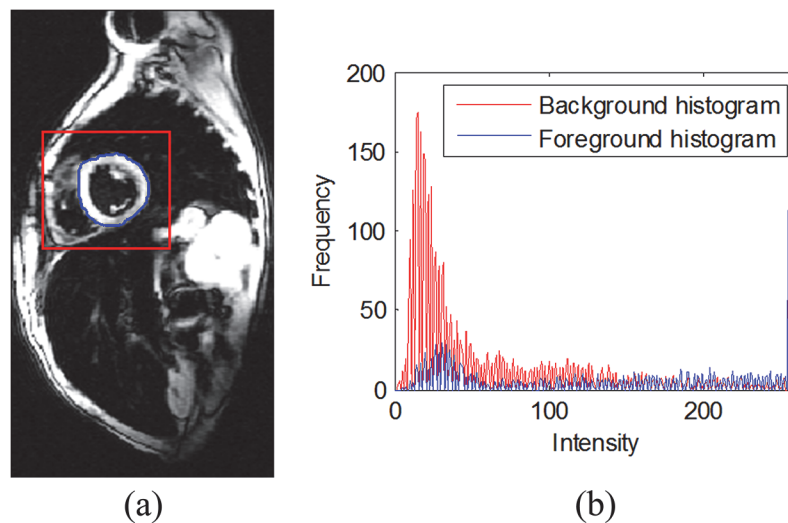 200
150
100
50
0
Frequency
Background histogram
Foreground histogram
0 100 200
Intensity
(a) (b)